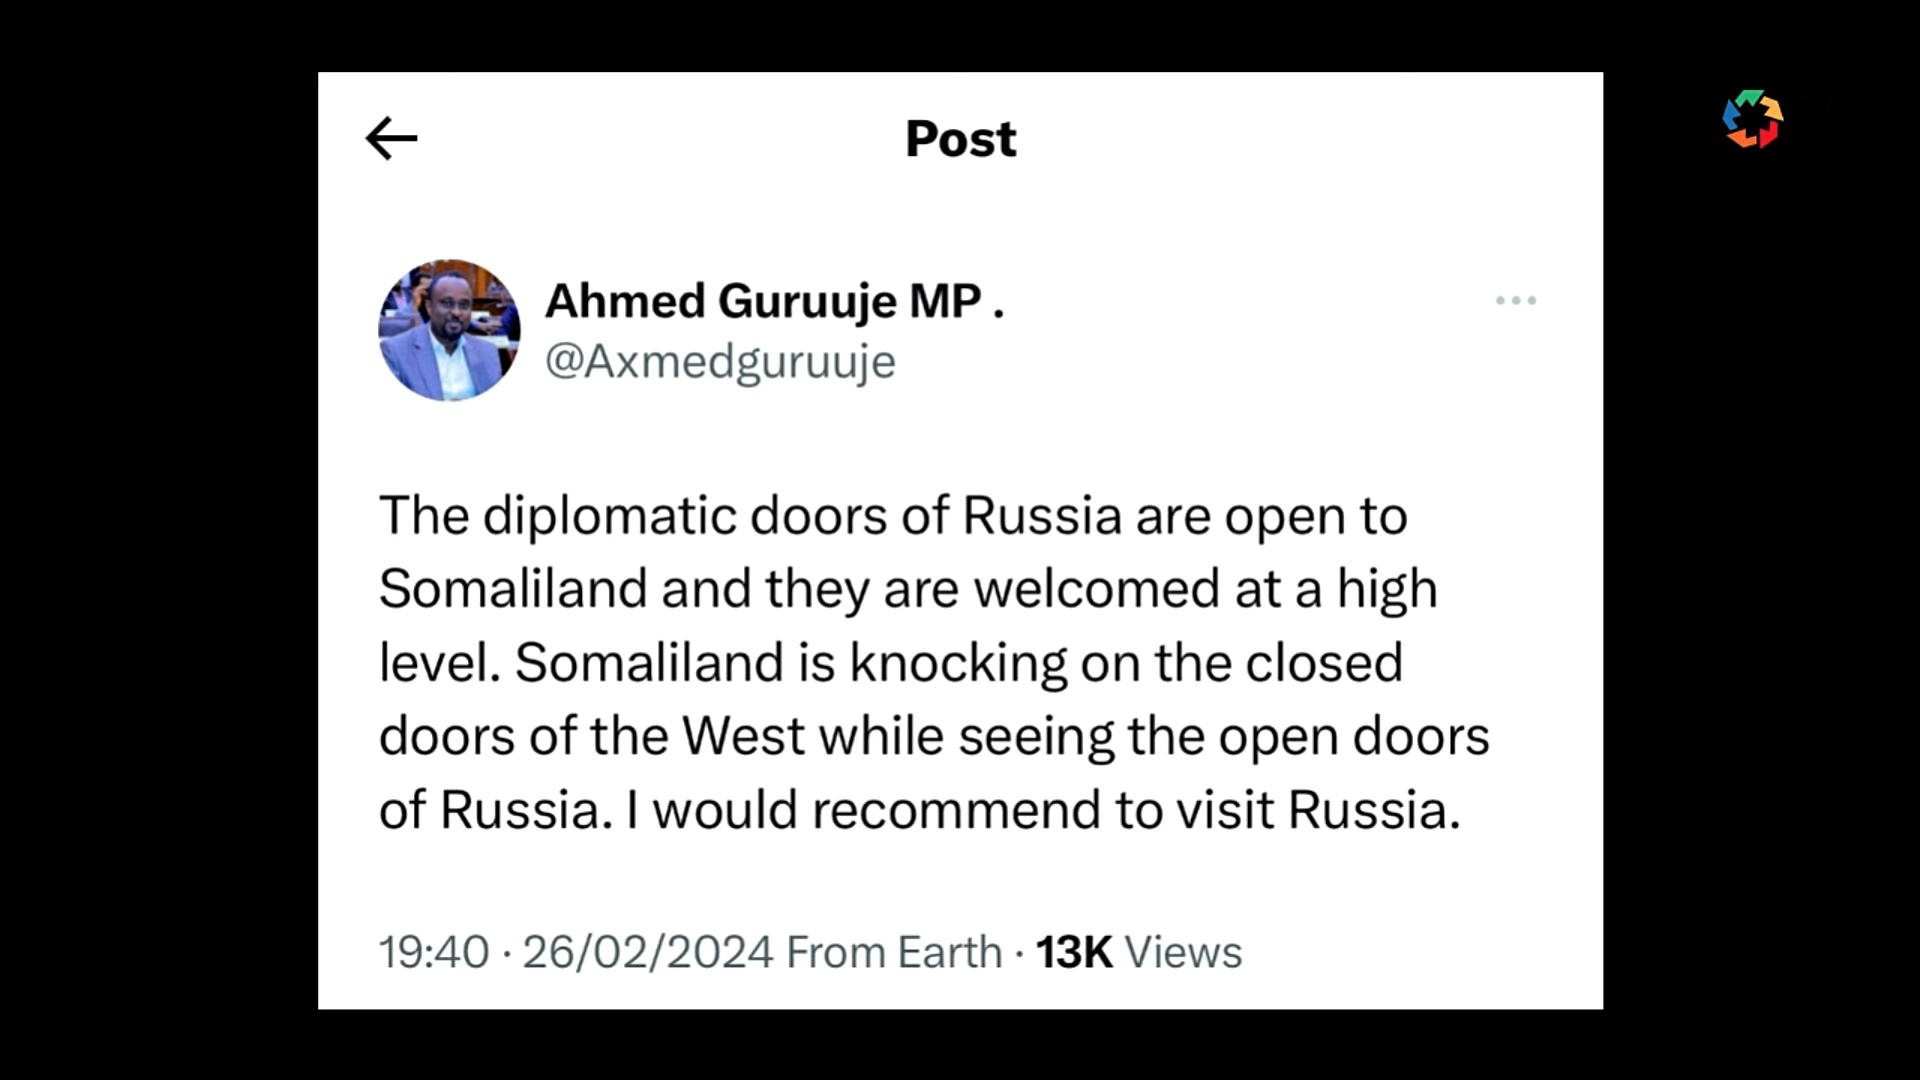 Post
Ahmed Guruuje MP .
@Axmedguruuje
The diplomatic doors of Russia are open to
Somaliland and they are welcomed at a high
level. Somaliland is knocking on the closed
doors of the West while seeing the open doors
of Russia. I would recommend to visit Russia.
19:40 · 26/02/2024 From Earth · 13K Views